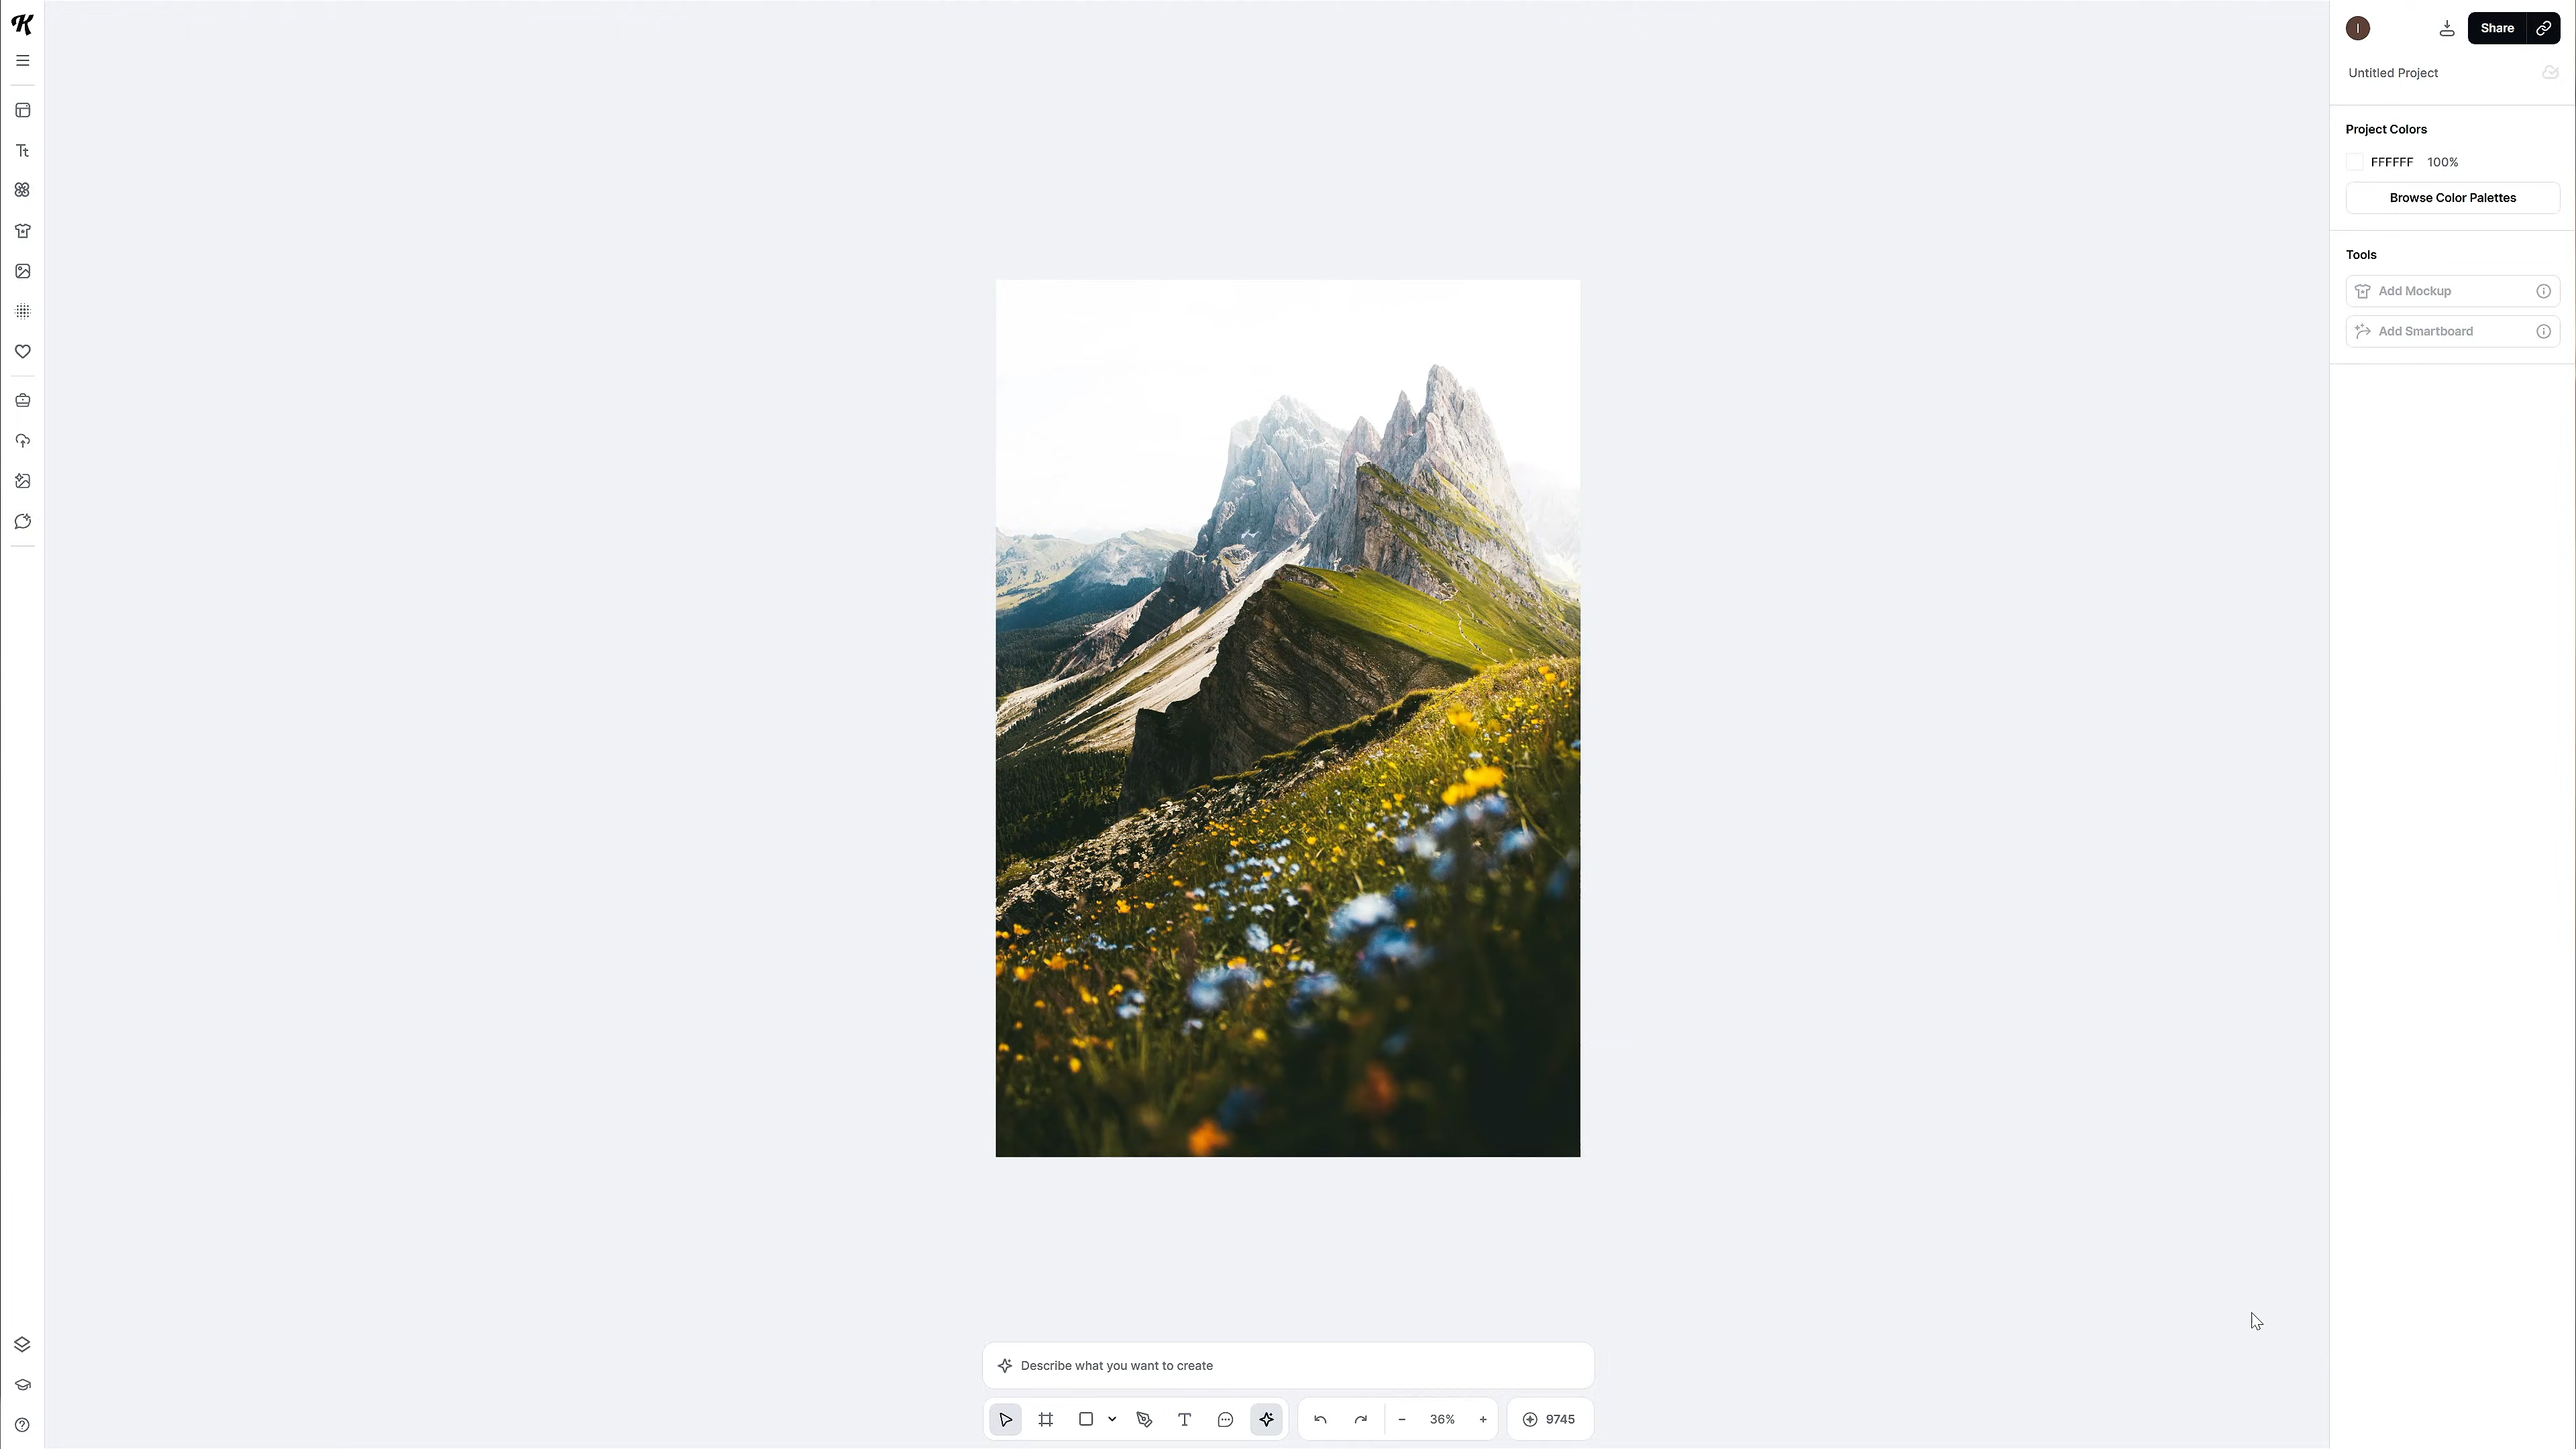 Share
Untitled Project
Project Colors
FFFFFF 100%
Browse Color Palettes
Tools
Add Mockup
Add Smartboard
Describe what you want to create
36%
9745